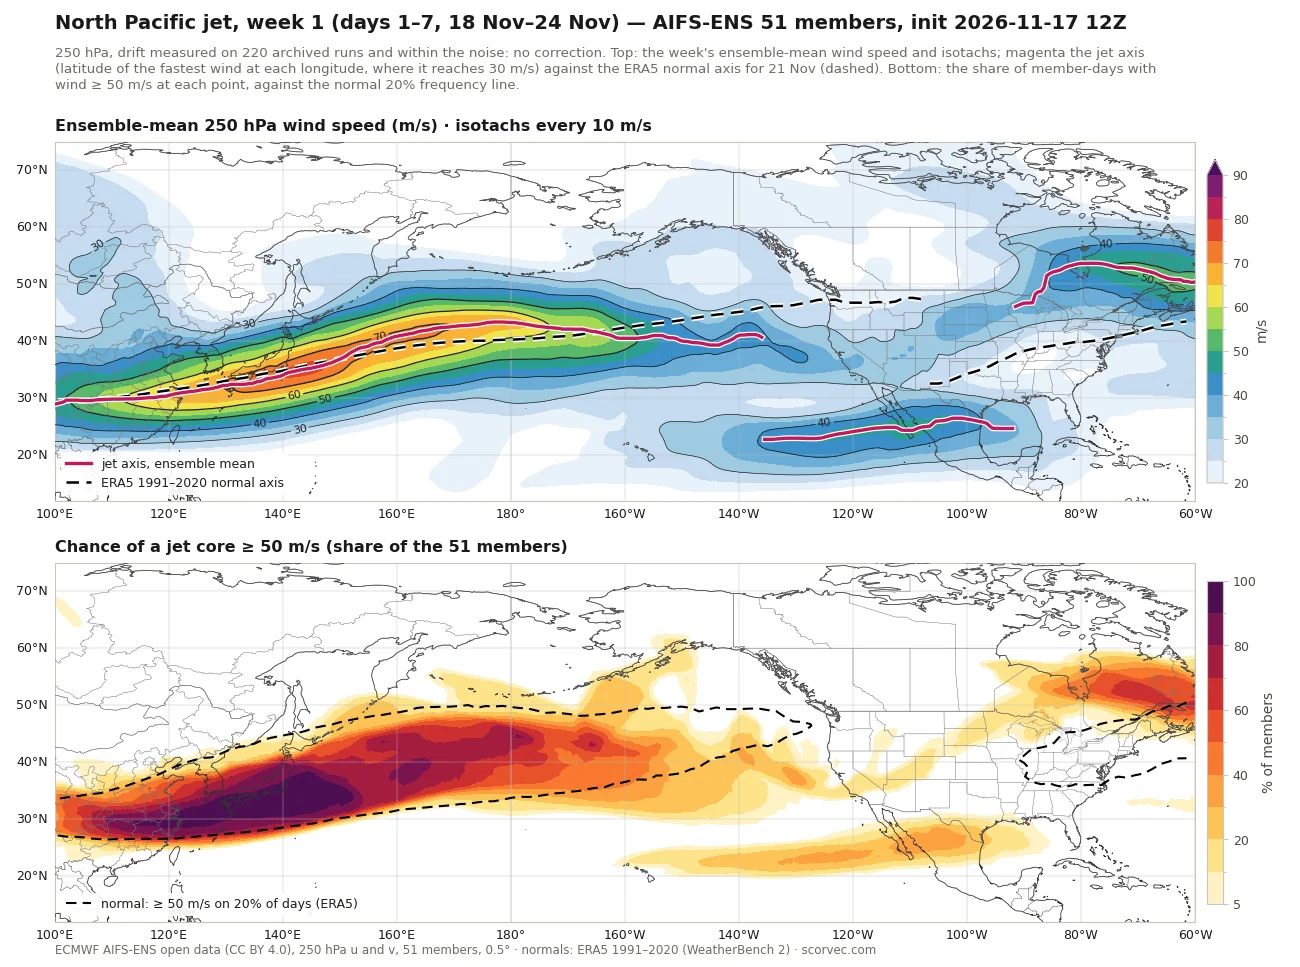 North Pacific jet, week 1 (days 1–7, 18 Nov–24 Nov) — AIFS-ENS 51 members, init 2026-11-17 12Z
250 hPa, drift measured on 220 archived runs and within the noise: no correction. Top: the week's ensemble-mean wind speed and isotachs; magenta the jet axis
(latitude of the fastest wind at each longitude, where it reaches 30 m/s) against the ERA5 normal axis for 21 Nov (dashed). Bottom: the share of member-days with
wind ≥ 50 m/s at each point, against the normal 20% frequency line.
Ensemble-mean 250 hPa wind speed (m/s) · isotachs every 10 m/s
70°N
60°N
50°N
40°N
30°N
20°N
30
30
70
60
50
40
30
40
40
50
jet axis, ensemble mean
ERA5 1991–2020 normal axis
100°E 120°E 140°E 160°E 180° 160°W 140°W 120°W 100°W 80°W 60°W
90
80
70
60
50
40
30
20
m/s
Chance of a jet core ≥ 50 m/s (share of the 51 members)
70°N
60°N
50°N
40°N
30°N
20°N
normal: ≥ 50 m/s on 20% of days (ERA5)
100°E 120°E 140°E 160°E 180° 160°W 140°W 120°W 100°W 80°W 60°W
100
80
60
40
20
5
% of members
ECMWF AIFS-ENS open data (CC BY 4.0), 250 hPa u and v, 51 members, 0.5° · normals: ERA5 1991–2020 (WeatherBench 2) · scorvec.com